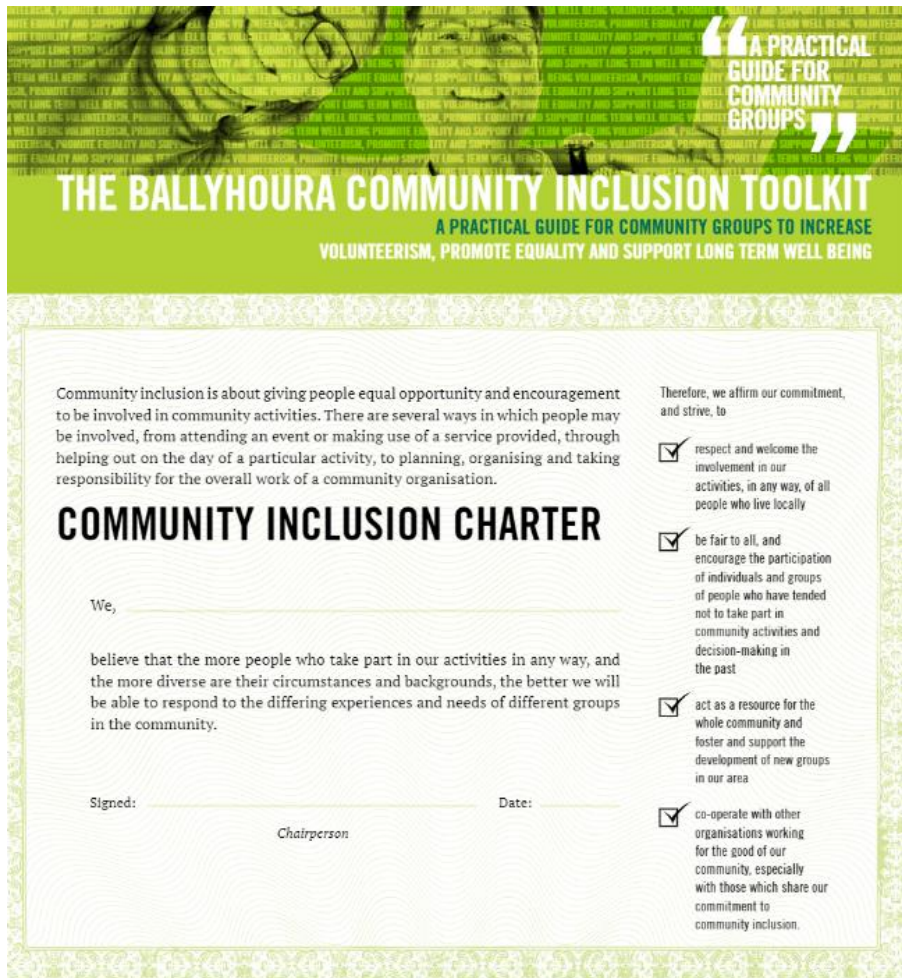 “A PRACTICAL
GUIDE FOR
COMMUNITY
GROUPS”
THE BALLYHOURA COMMUNITY INCLUSION TOOLKIT
A PRACTICAL GUIDE FOR COMMUNITY GROUPS TO INCREASE
VOLUNTEERISM, PROMOTE EQUALITY AND SUPPORT LONG TERM WELL BEING
Community inclusion is about giving people equal opportunity and encouragement
to be involved in community activities. There are several ways in which people may
be involved, from attending an event or making use of a service provided, through
helping out on the day of a particular activity, to planning, organising and taking
responsibility for the overall work of a community organisation.
COMMUNITY INCLUSION CHARTER
We,
believe that the more people who take part in our activities in any way, and
the more diverse are their circumstances and backgrounds, the better we will
be able to respond to the differing experiences and needs of different groups
in the community.
Signed:
Date:
Chairperson
Therefore, we affirm our commitment,
and strive, to
respect and welcome the
involvement in our
activities, in any way, of all
people who live locally
be fair to all, and
encourage the participation
of individuals and groups
of people who have tended
not to take part in
community activities and
decision-making in
the past
act as a resource for the
whole community and
foster and support the
development of new groups
in our area
co-operate with other
organisations working
for the good of our
community, especially
with those which share our
commitment to
community inclusion.